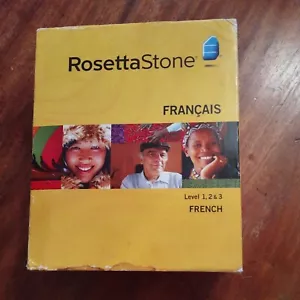 RosettaStone
FRANÇAIS
Level 1, 2 & 3
FRENCH